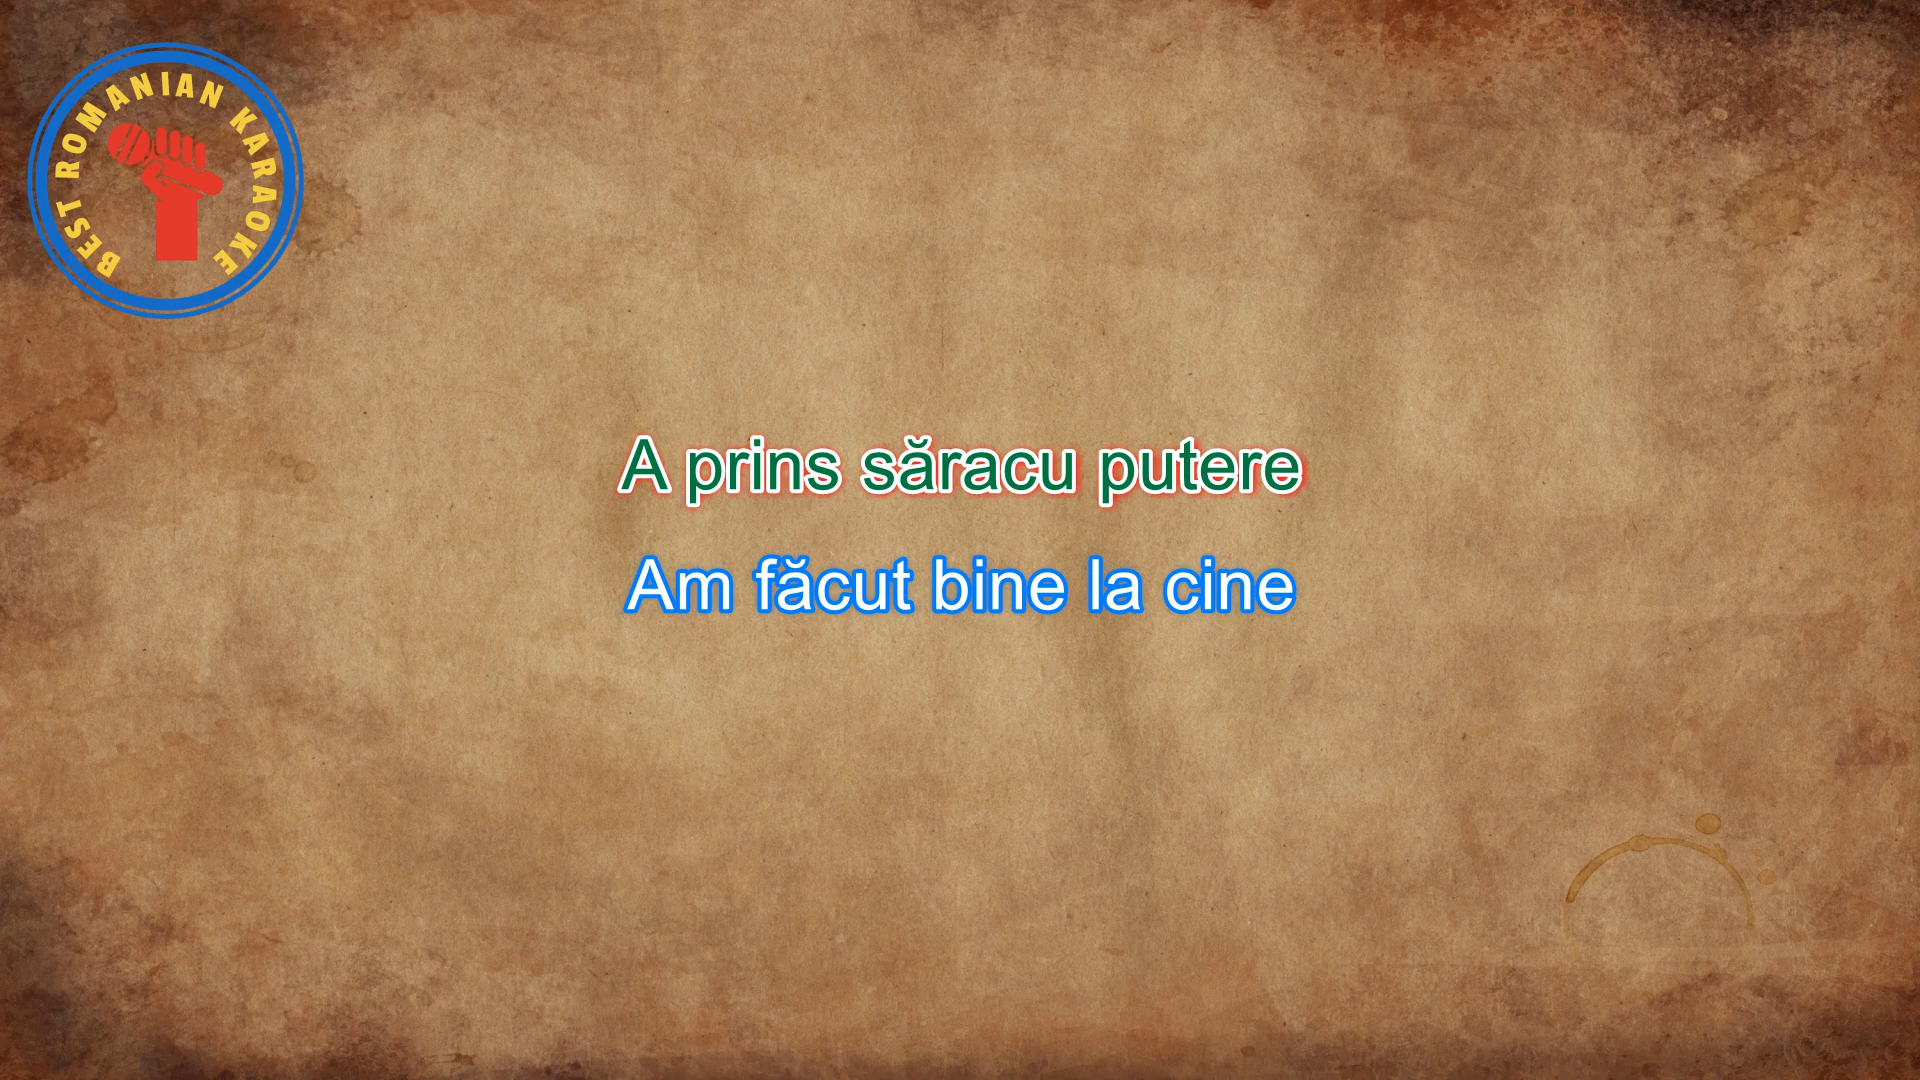 BEST ROMANIAN KARAOKE
A prins săracu putere
Am făcut bine la cine